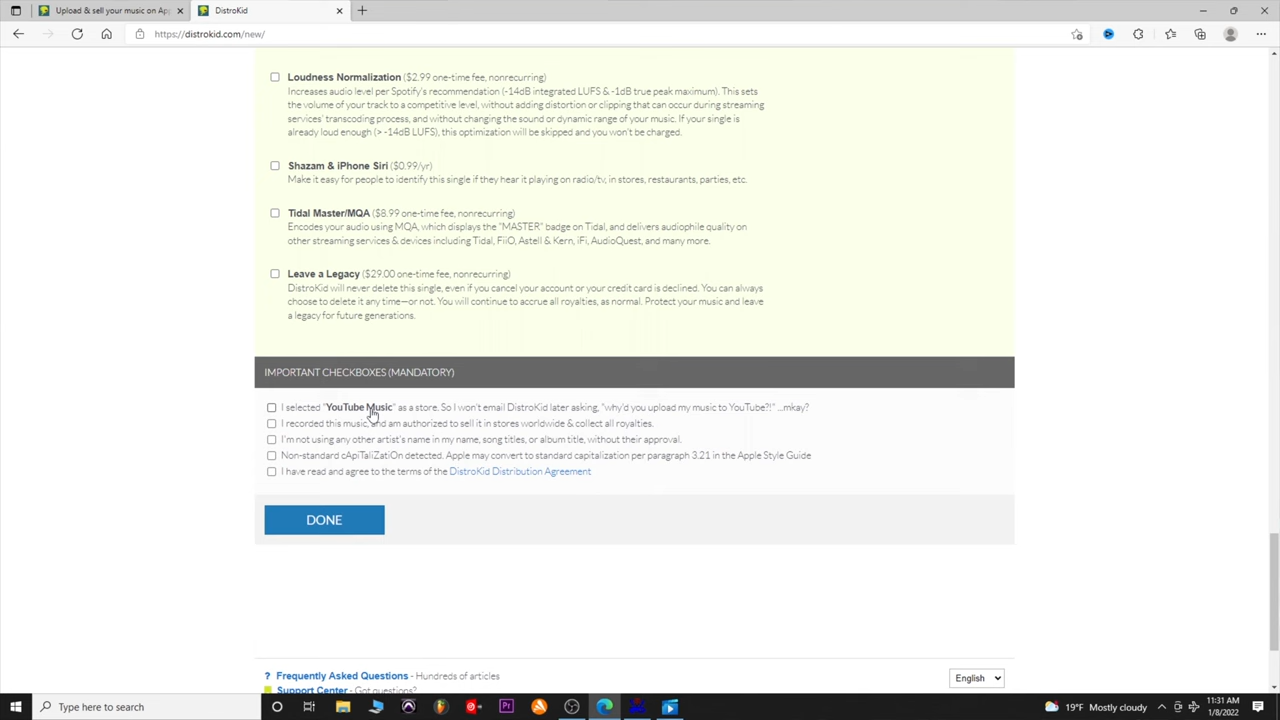 Upload & sell your music on App
DistroKid
https://distrokid.com/new/
Loudness Normalization ($2.99 one-time fee, nonrecurring)
Increases audio level per Spotify's recommendation (-14dB integrated LUFS & -1dB true peak maximum). This sets
the volume of your track to a competitive level, without adding distortion or clipping that can occur during streaming
services' transcoding process, and without changing the sound or dynamic range of your music. If your single is
already loud enough (> -14dB LUFS), this optimization will be skipped and you won't be charged.
Shazam & iPhone Siri ($0.99/yr)
Make it easy for people to identify this single if they hear it playing on radio/tv, in stores, restaurants, parties, etc.
Tidal Master/MQA ($8.99 one-time fee, nonrecurring)
Encodes your audio using MQA, which displays the "MASTER" badge on Tidal, and delivers audiophile quality on
other streaming services & devices including Tidal, FiiO, Astell & Kern, iFi, AudioQuest, and many more.
Leave a Legacy ($29.00 one-time fee, nonrecurring)
DistroKid will never delete this single, even if you cancel your account or your credit card is declined. You can always
choose to delete it any time—or not. You will continue to accrue all royalties, as normal. Protect your music and leave
a legacy for future generations.
IMPORTANT CHECKBOXES (MANDATORY)
I selected "YouTube Music" as a store. So I won't email DistroKid later asking, "why'd you upload my music to YouTube?!" ...mkay?
I recorded this music, and am authorized to sell it in stores worldwide & collect all royalties.
I'm not using any other artist's name in my name, song titles, or album title, without their approval.
Non-standard cApiTaliZatiOn detected. Apple may convert to standard capitalization per paragraph 3.21 in the Apple Style Guide
I have read and agree to the terms of the DistroKid Distribution Agreement
DONE
? Frequently Asked Questions - Hundreds of articles
English
Support Center - Got questions?
Type here to search
19°F Mostly cloudy
11:31 AM
1/8/2022